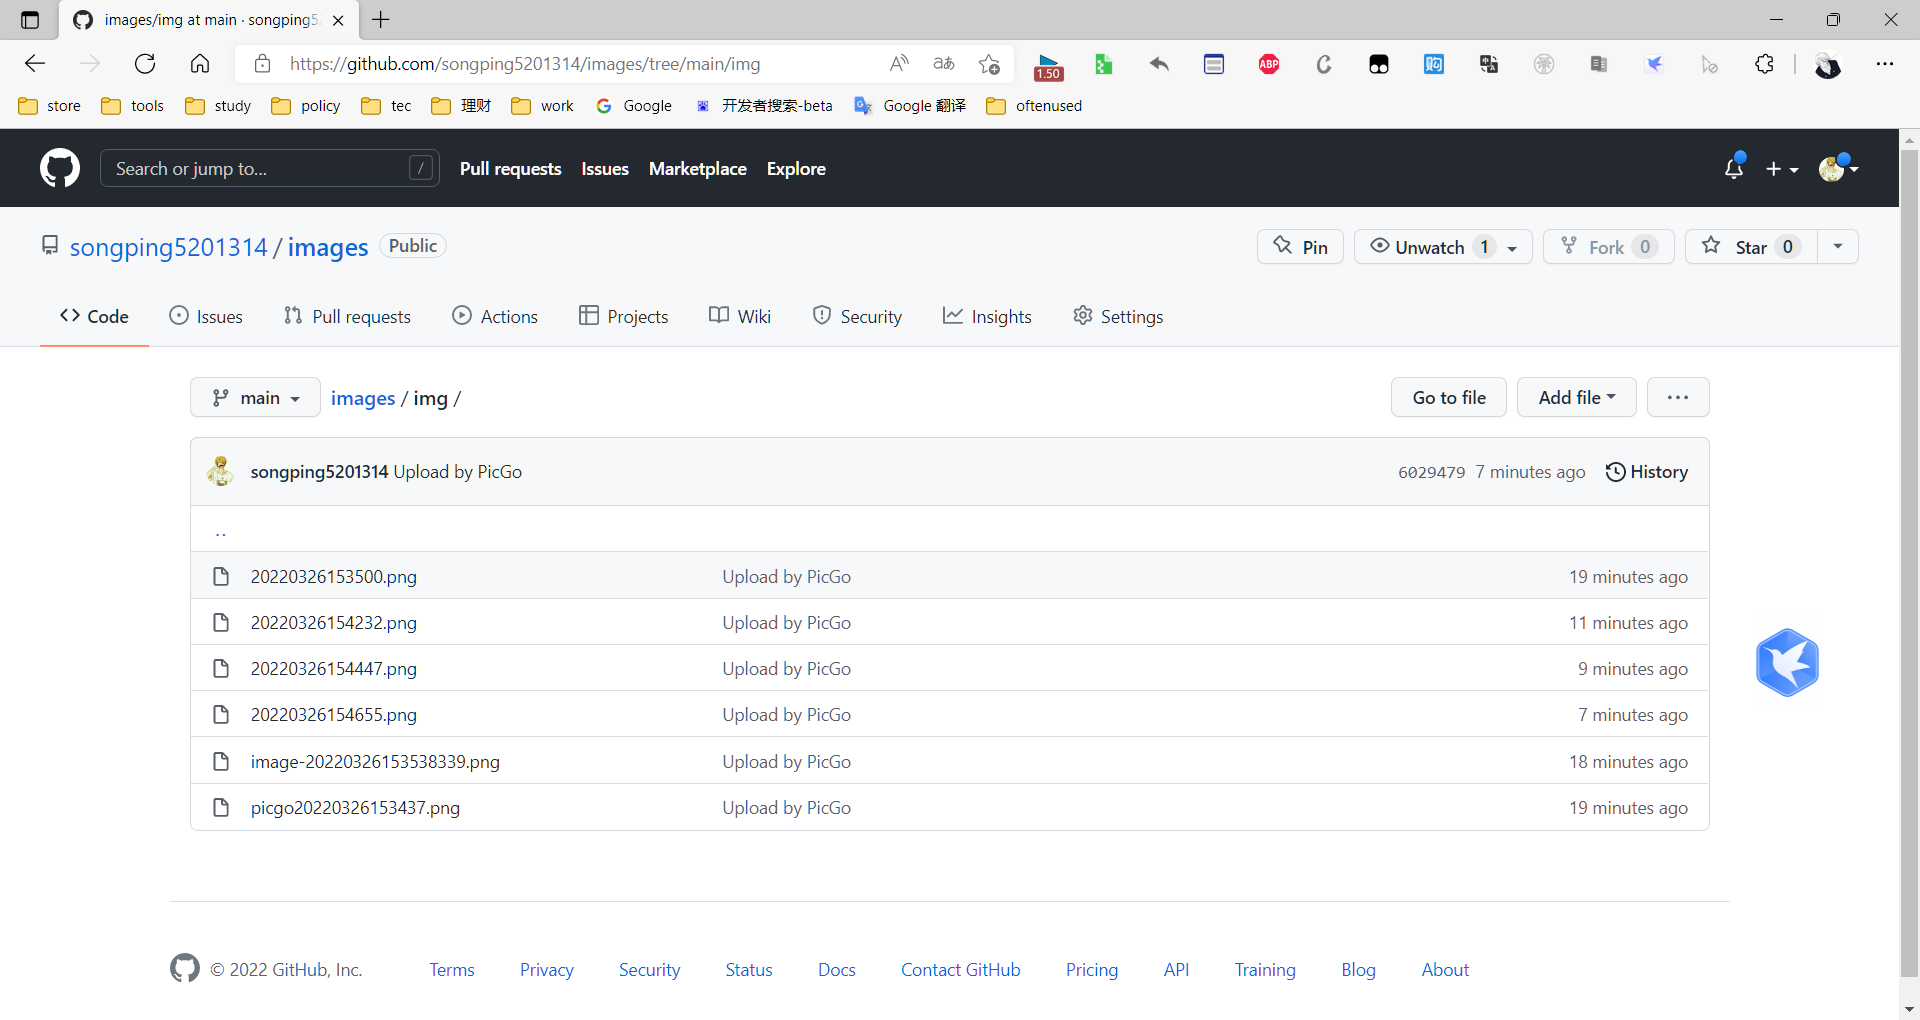 images/img at main · songping5
https://github.com/songping5201314/images/tree/main/img
A
aあ
1.50
ABP
C
store tools study policy tec 理财 work Google 开发者搜索-beta Google 翻译 oftenused
Search or jump to... / Pull requests Issues Marketplace Explore
songping5201314 / images Public Pin Unwatch 1 Fork 0 Star 0
Code Issues Pull requests Actions Projects Wiki Security Insights Settings
main images / img / Go to file Add file ...
songping5201314 Upload by PicGo 6029479 7 minutes ago History
..
20220326153500.png Upload by PicGo 19 minutes ago
20220326154232.png Upload by PicGo 11 minutes ago
20220326154447.png Upload by PicGo 9 minutes ago
20220326154655.png Upload by PicGo 7 minutes ago
image-20220326153538339.png Upload by PicGo 18 minutes ago
picgo20220326153437.png Upload by PicGo 19 minutes ago
© 2022 GitHub, Inc. Terms Privacy Security Status Docs Contact GitHub Pricing API Training Blog About